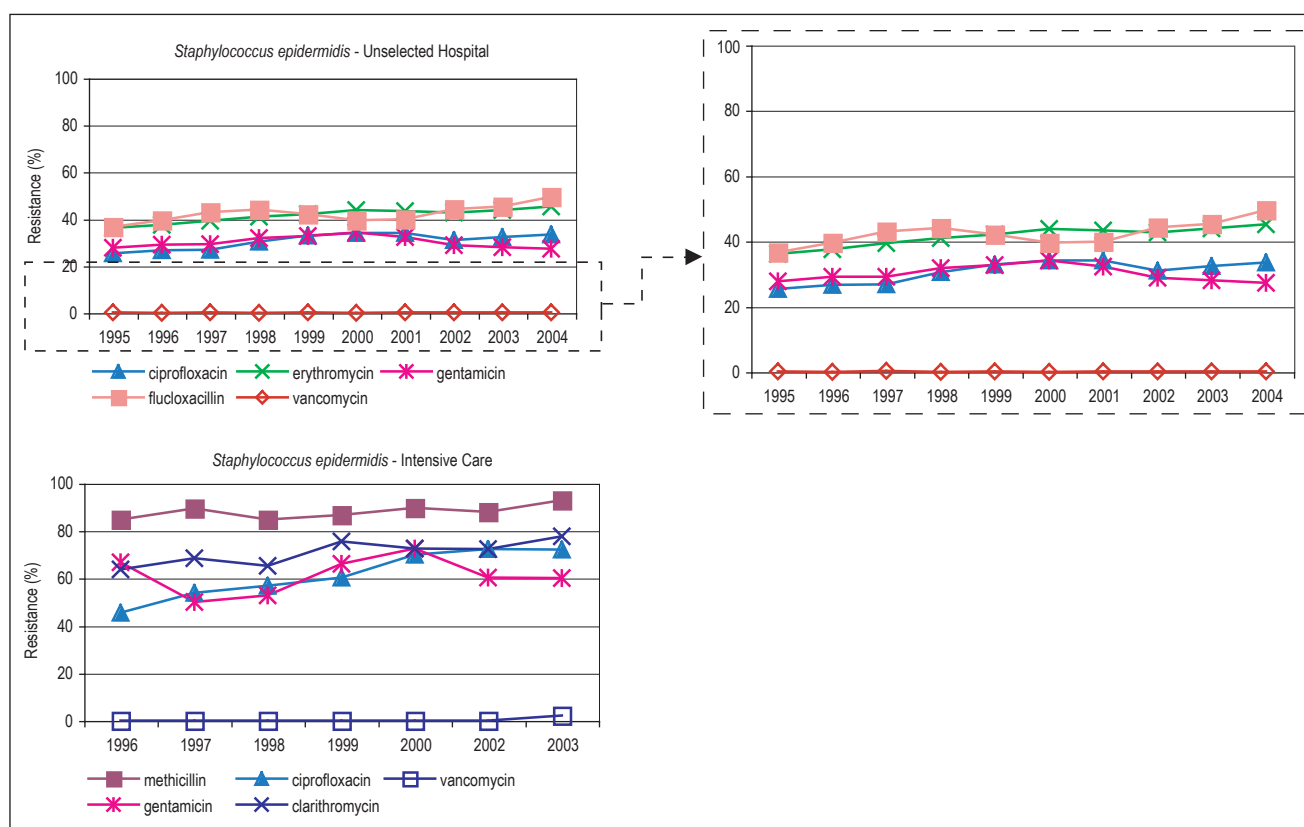 Staphylococcus epidermidis - Unselected Hospital
Resistance (%)
100
80
60
40
20
0
1995 1996 1997 1998 1999 2000 2001 2002 2003 2004
ciprofloxacin erythromycin gentamicin
flucloxacillin vancomycin
100
80
60
40
20
0
1995 1996 1997 1998 1999 2000 2001 2002 2003 2004
Staphylococcus epidermidis - Intensive Care
Resistance (%)
100
80
60
40
20
0
1996 1997 1998 1999 2000 2002 2003
methicillin ciprofloxacin vancomycin
gentamicin clarithromycin